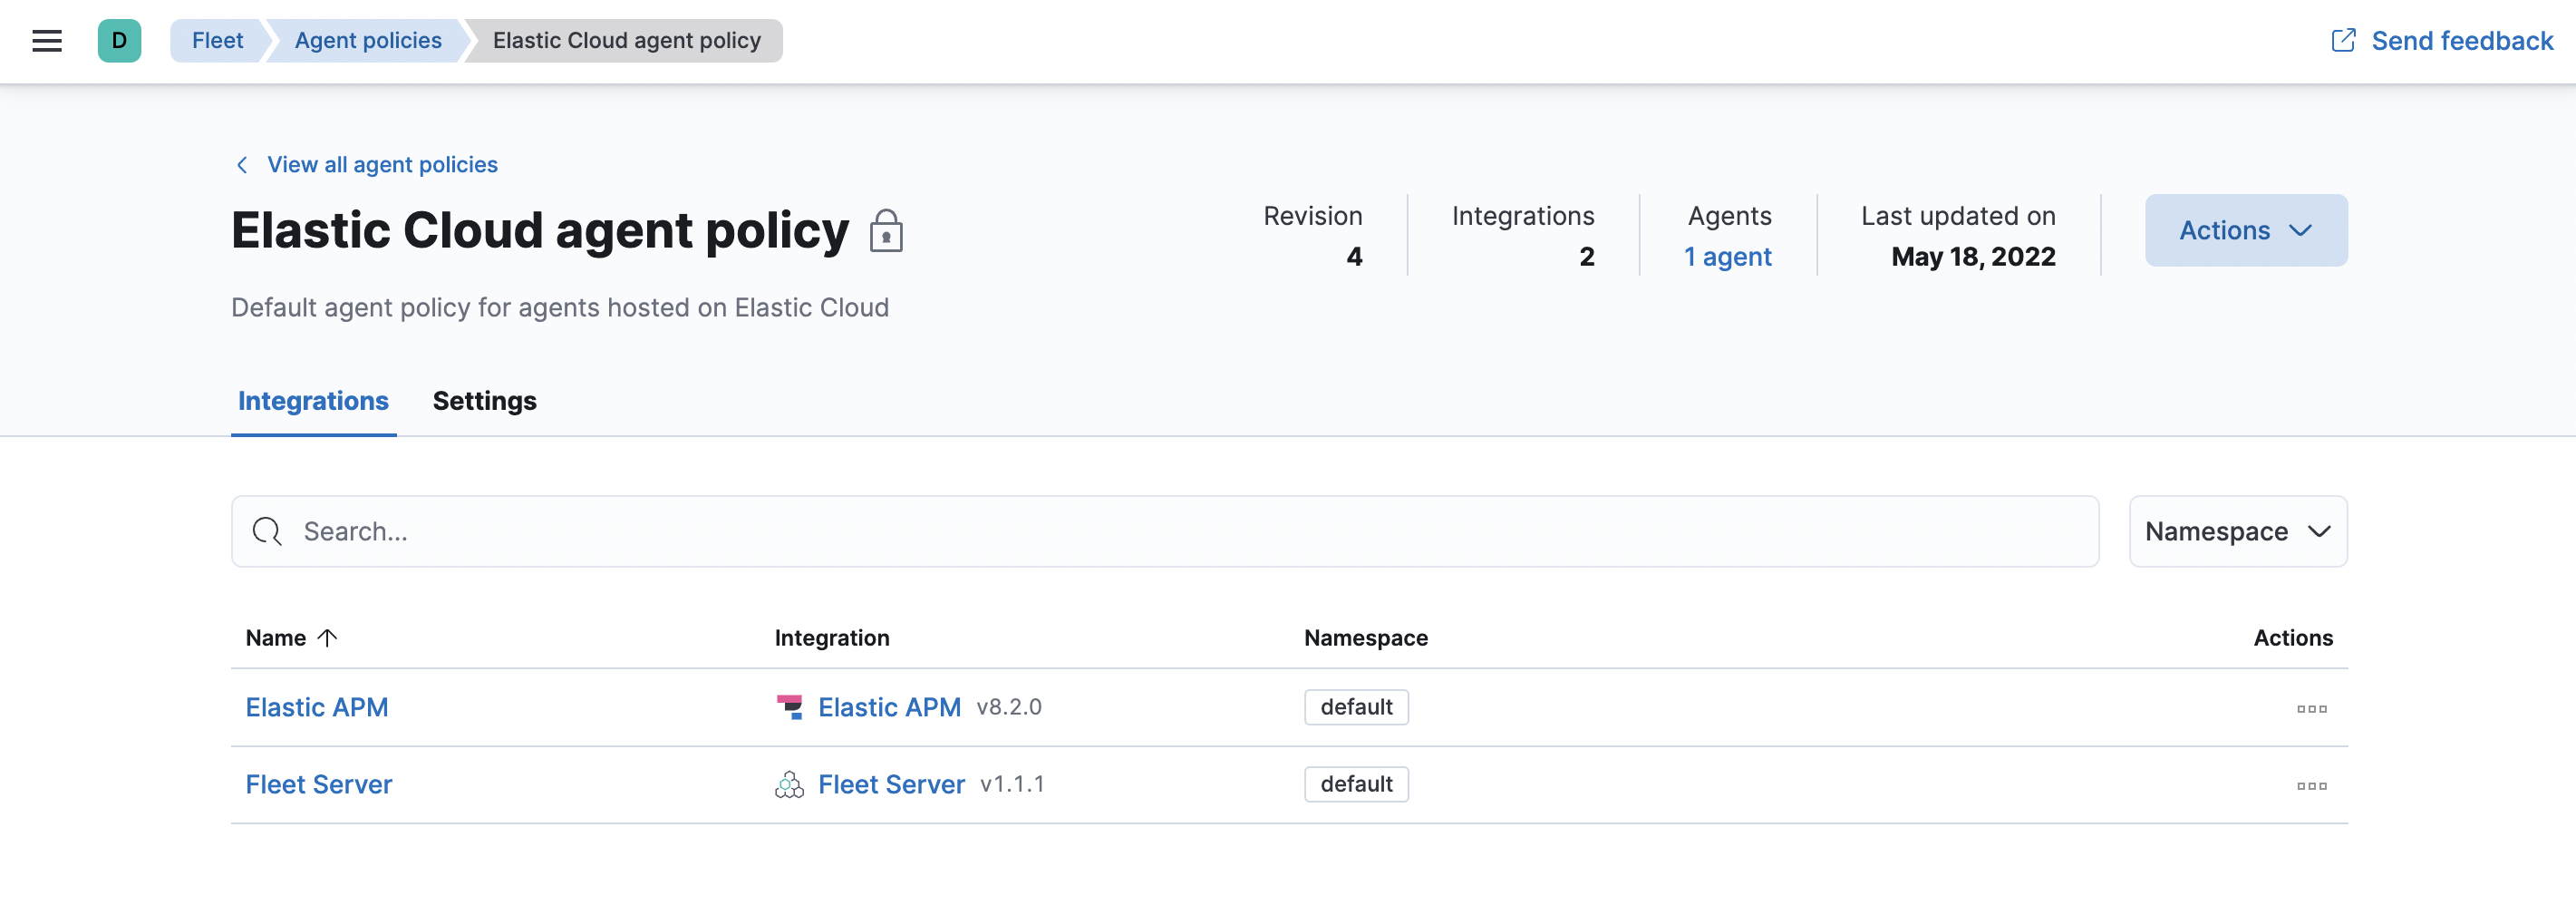 D Fleet Agent policies Elastic Cloud agent policy Send feedback
View all agent policies
Elastic Cloud agent policy
Revision Integrations Agents Last updated on Actions
4 2 1 agent May 18, 2022
Default agent policy for agents hosted on Elastic Cloud
Integrations Settings
Search... Namespace
Name Integration Namespace Actions
Elastic APM Elastic APM v8.2.0 default
Fleet Server Fleet Server v1.1.1 default